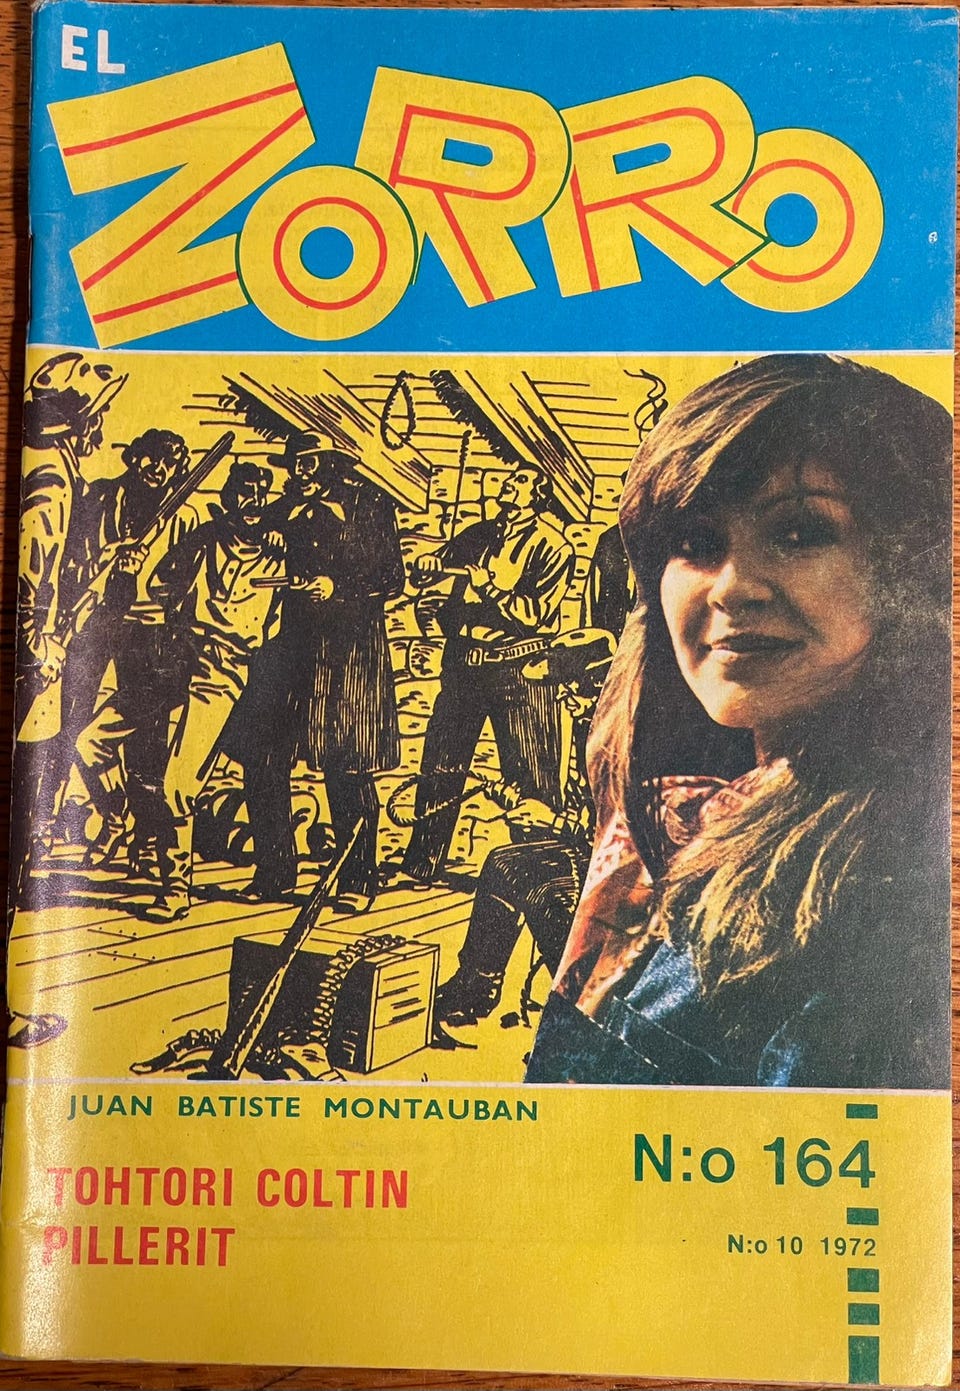 EL
ZORRO
JUAN BATISTE MONTAUBAN
TOHTORI COLTIN
PILLERIT
N:o 164
N:o 10 1972